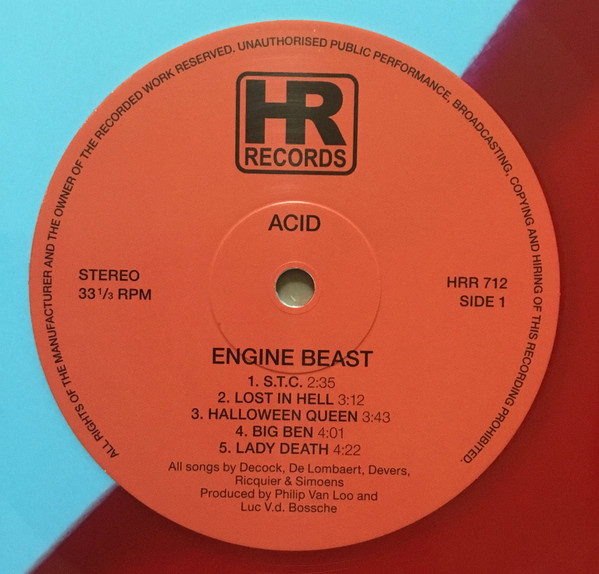 ALL RIGHTS OF THE MANUFACTURER AND THE OWNER OF THE RECORDED WORK RESERVED, UNAUTHORISED PUBLIC PERFORMANCE, BROADCASTING, COPYING AND HIRING OF THIS RECORDING PROHIBITED.
HR
RECORDS
ACID
STEREO
33 1/3 RPM
HRR 712
SIDE 1
ENGINE BEAST
1. S.T.C. 2:35
2. LOST IN HELL 3:12
3. HALLOWEEN QUEEN 3:43
4. BIG BEN 4:01
5. LADY DEATH 4:22
All songs by Decock, De Lombaert, Devers,
Ricquier & Simoens
Produced by Philip Van Loo and
Luc V.d. Bossche